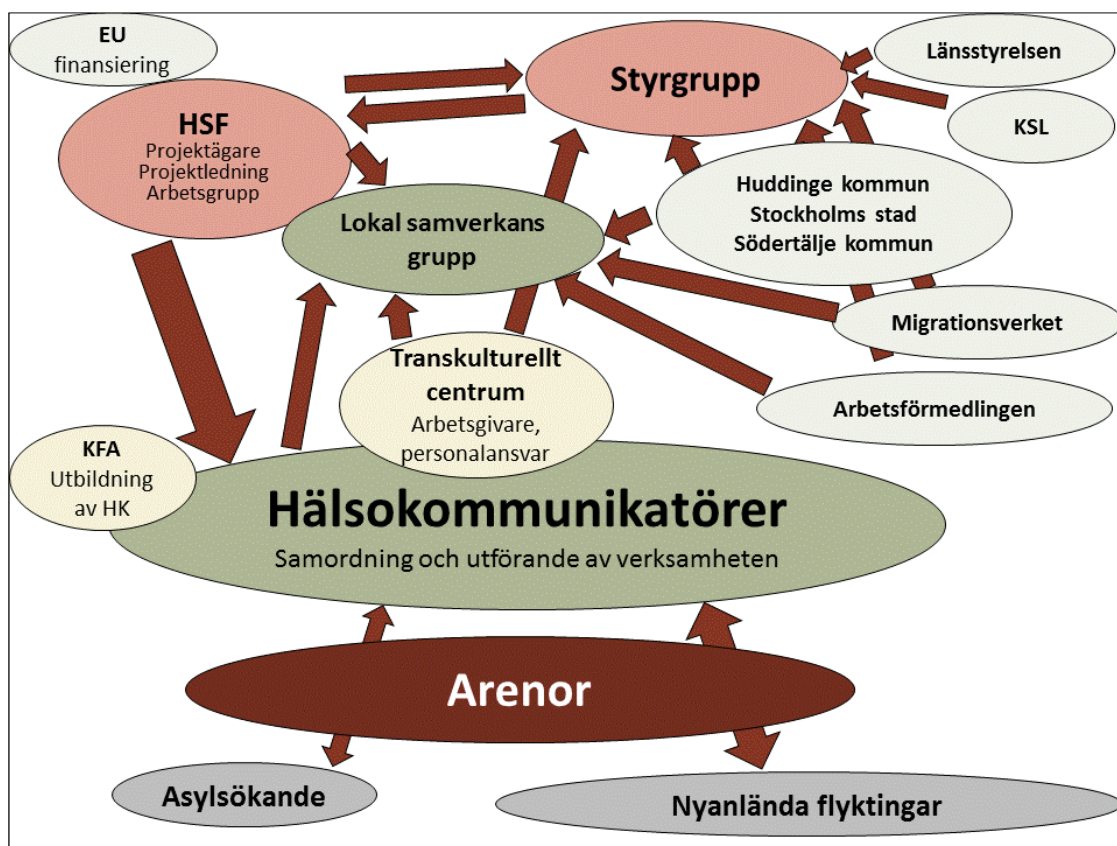 EU
finansiering
HSF
Projektägare
Projektledning
Arbetsgrupp
Styrgrupp
Länsstyrelsen
KSL
Huddinge kommun
Stockholms stad
Södertälje kommun
Lokal samverkans
grupp
Migrationsverket
Transkulturellt
centrum
Arbetsgivare,
personalansvar
Arbetsförmedlingen
KFA
Utbildning
av HK
Hälsokommunikatörer
Samordning och utförande av verksamheten
Arenor
Asylsökande
Nyanlända flyktingar